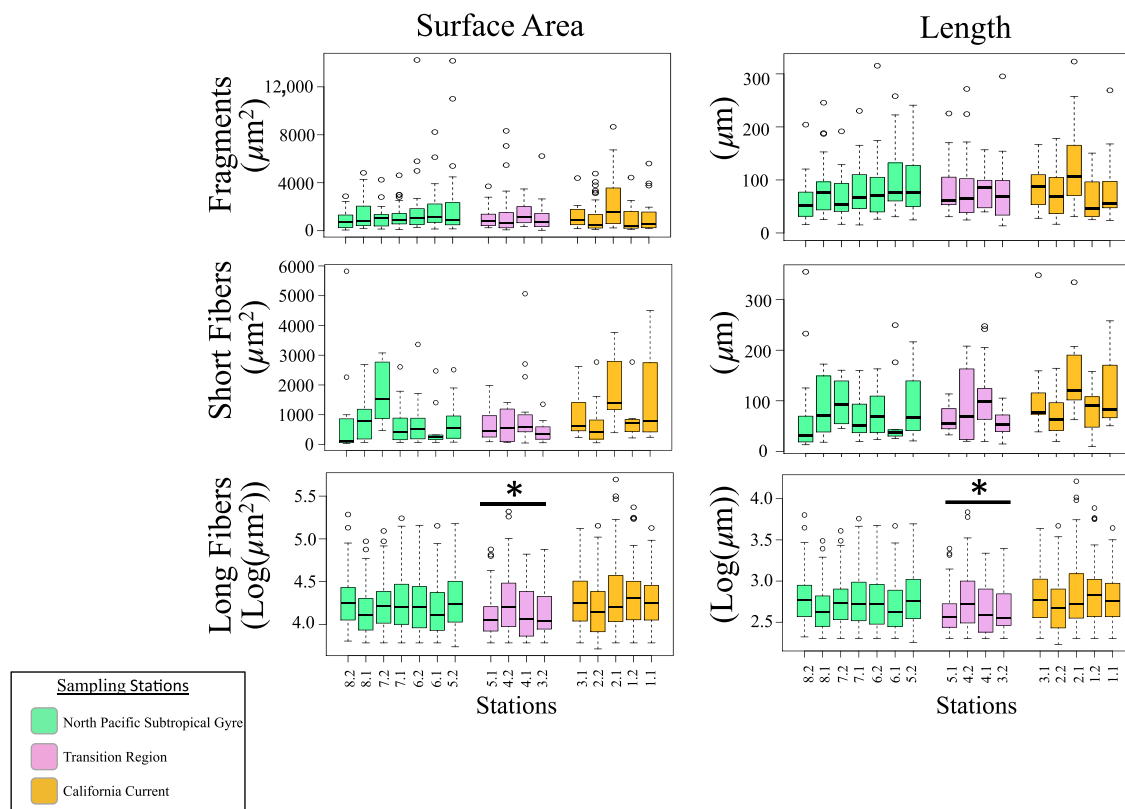 Surface Area
Length
Fragments
(μm²)
12,000
8000
4000
0
(μm)
300
200
100
0
Short Fibers
(μm²)
6000
5000
4000
3000
2000
1000
0
(μm)
300
200
100
0
Long Fibers
(Log(μm²))
5.5
5.0
4.5
4.0
*
(Log(μm))
4.0
3.5
3.0
2.5
*
8.2 8.1 7.2 7.1 6.2 6.1 5.2 5.1 4.2 4.1 3.2 3.1 2.2 2.1 1.2 1.1
Stations
8.2 8.1 7.2 7.1 6.2 6.1 5.2 5.1 4.2 4.1 3.2 3.1 2.2 2.1 1.2 1.1
Stations
Sampling Stations
North Pacific Subtropical Gyre
Transition Region
California Current